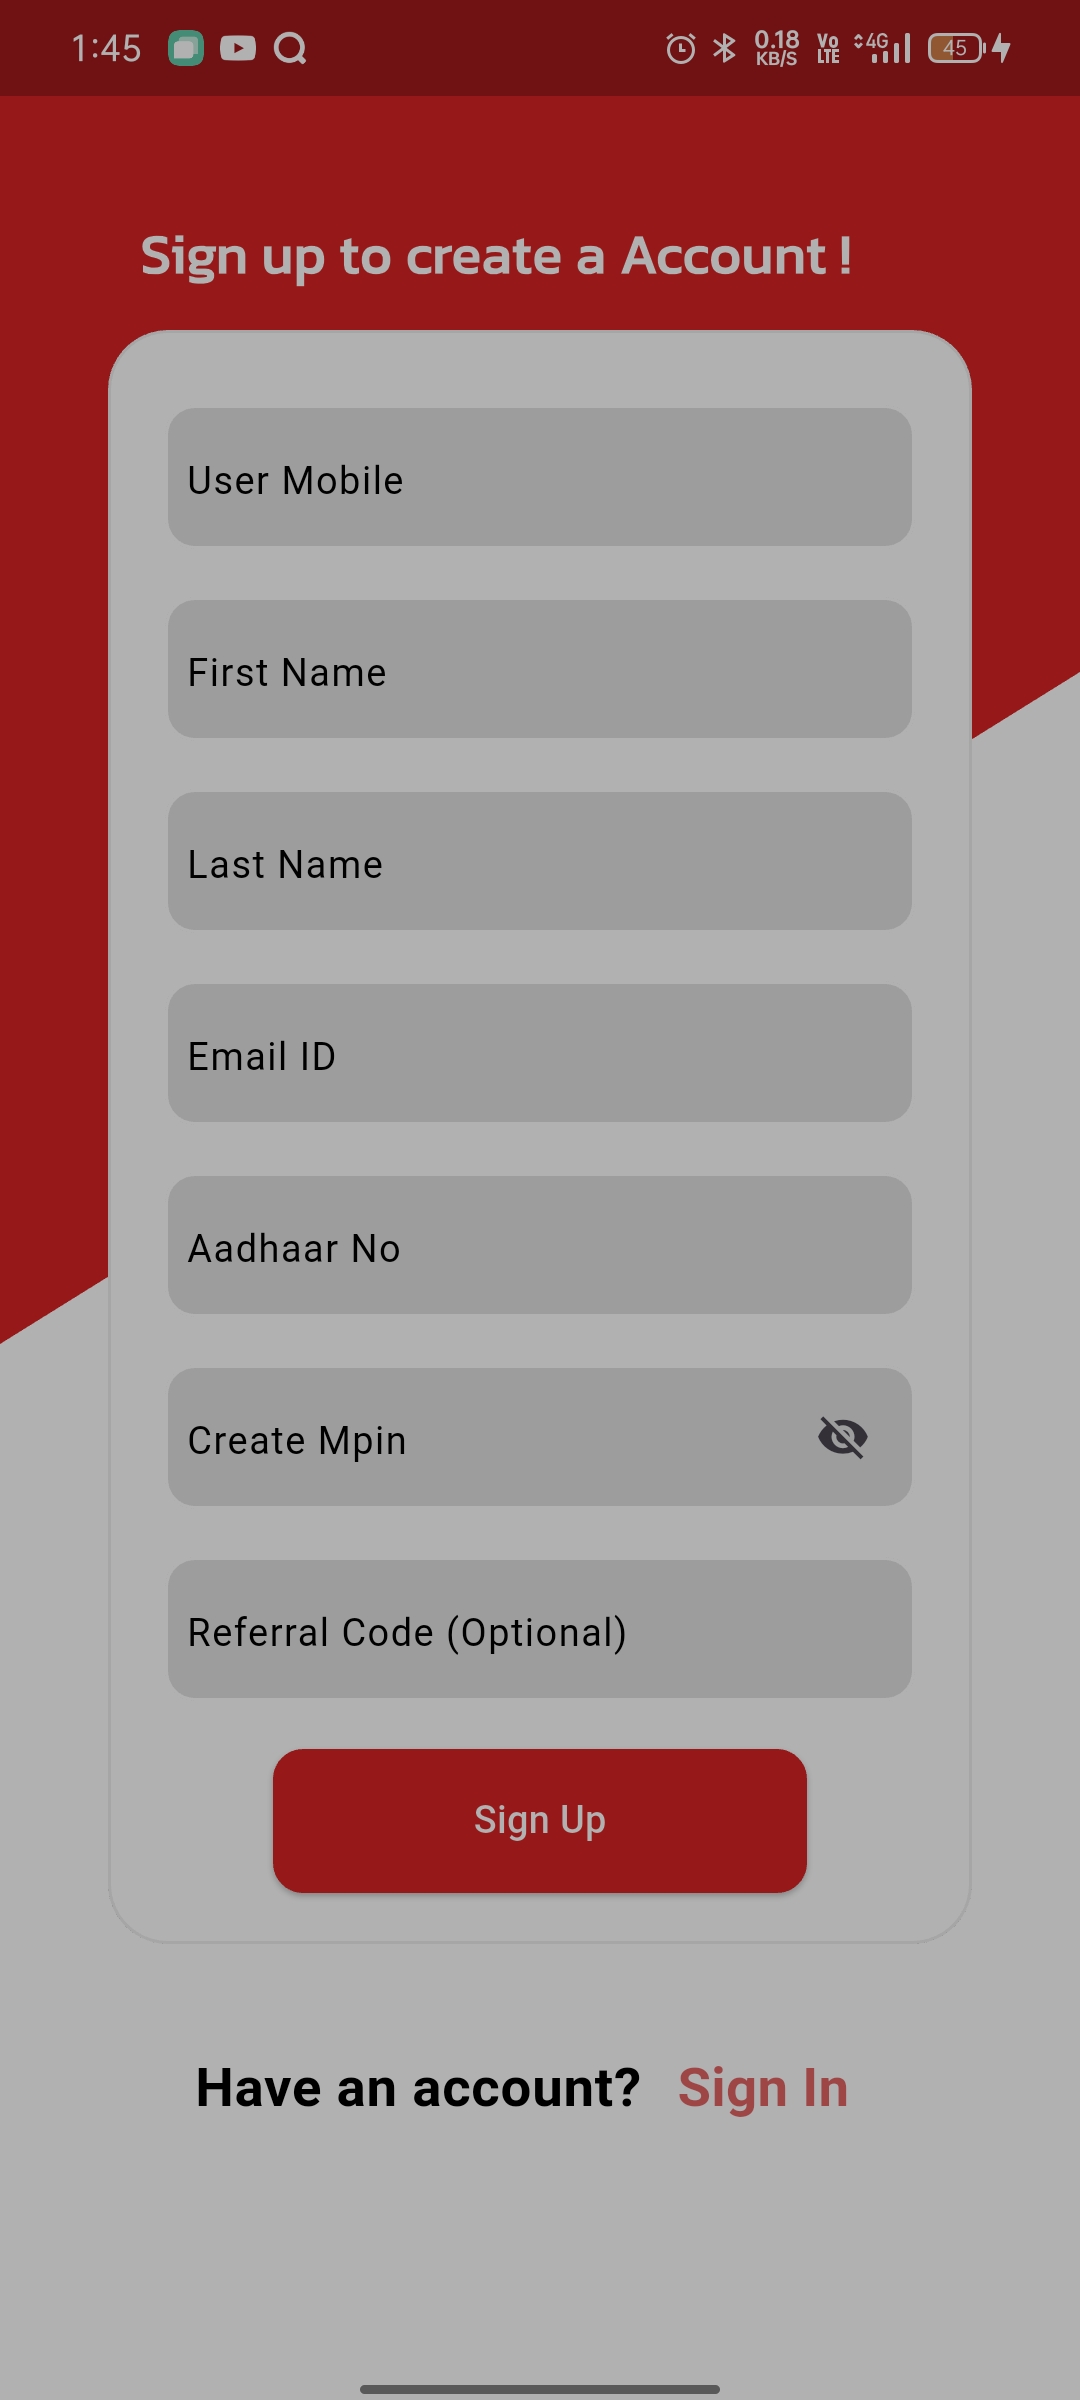 1:45
0.18 KB/S Vo LTE 4G 45
Sign up to create a Account !
User Mobile
First Name
Last Name
Email ID
Aadhaar No
Create Mpin
Referral Code (Optional)
Sign Up
Have an account? Sign In